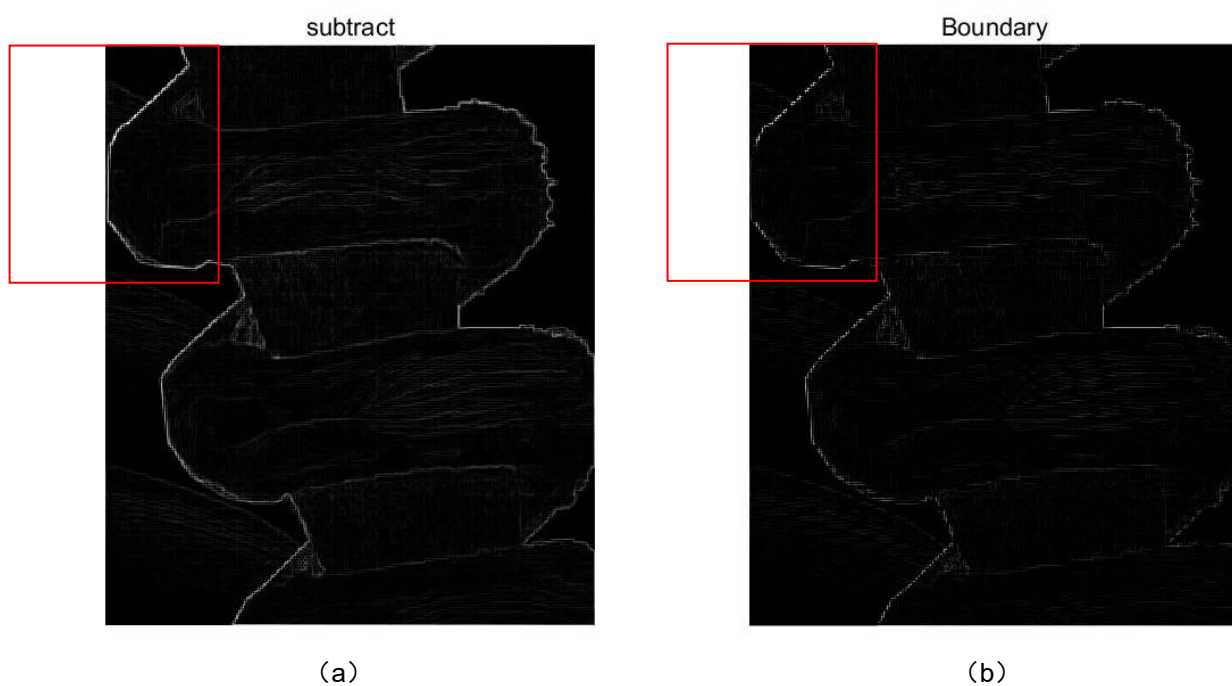 subtract
Boundary
（a）
（b）